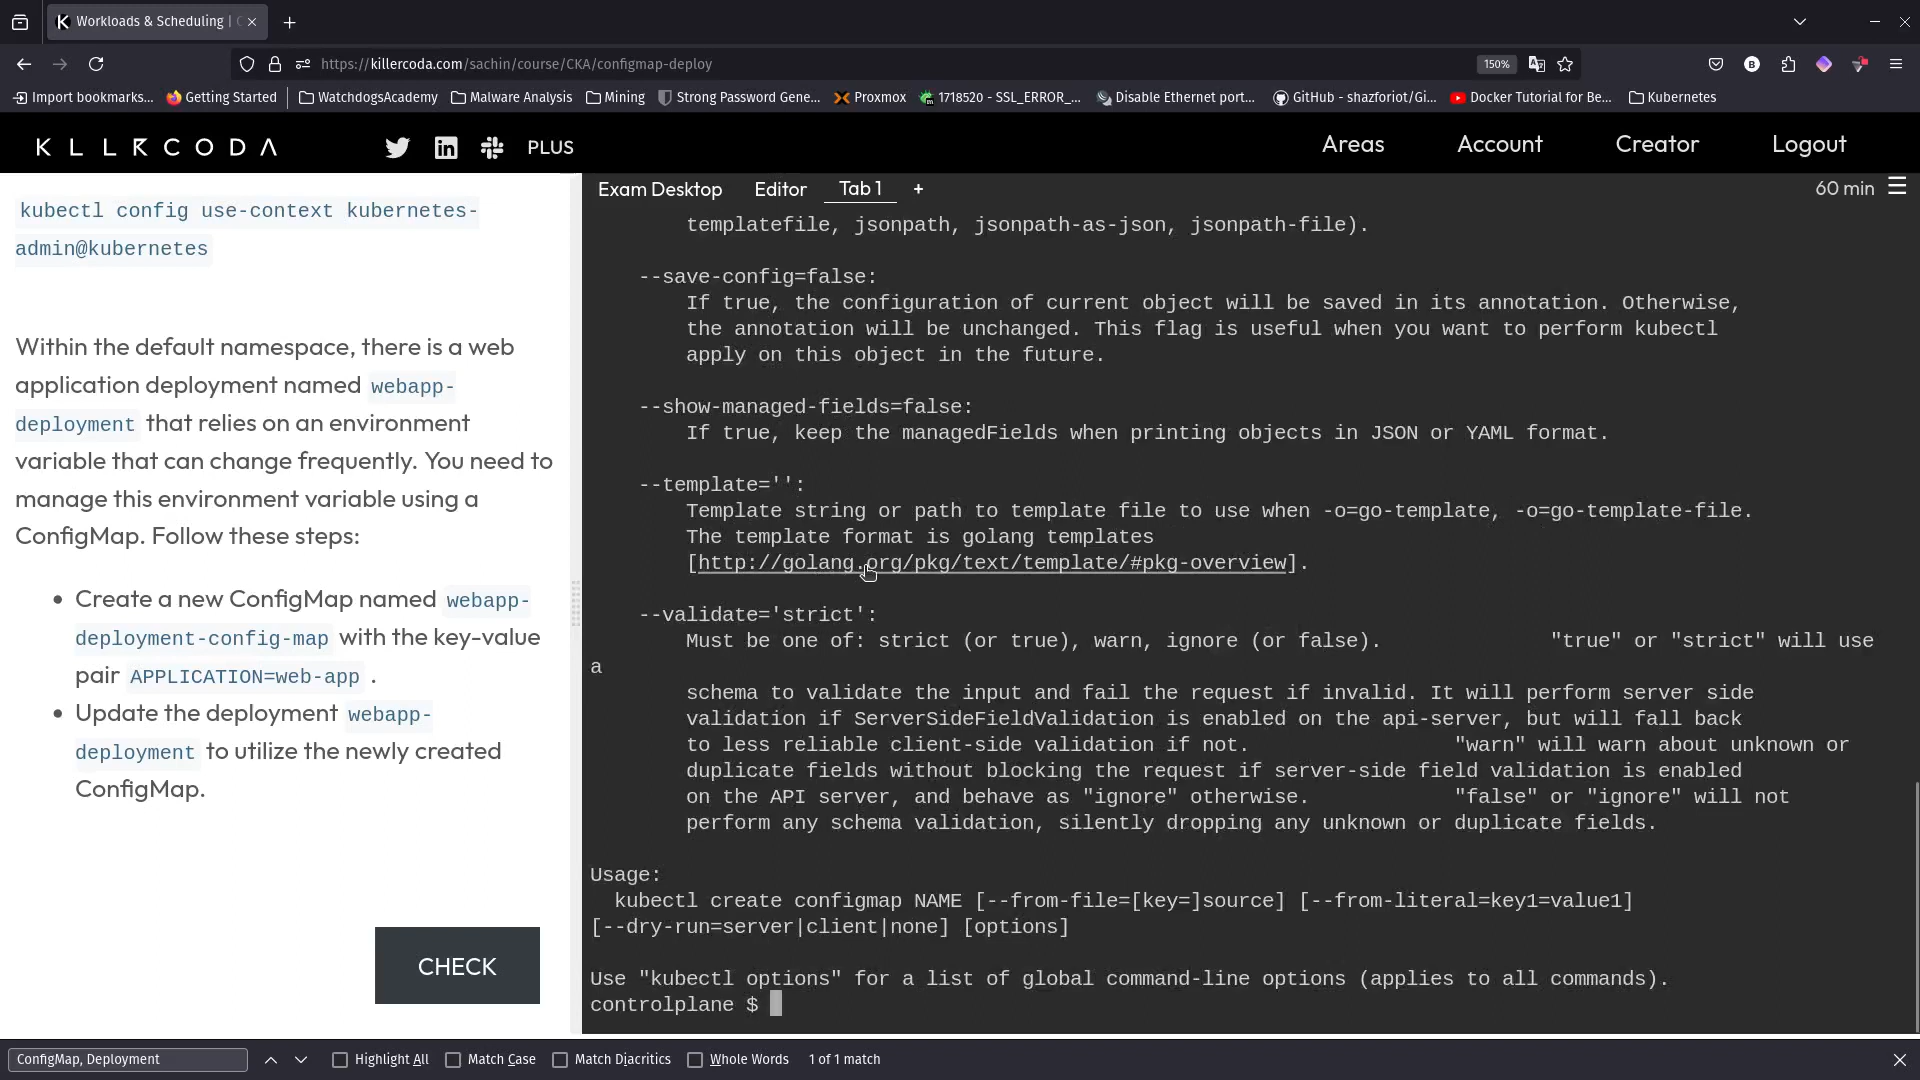 Workloads & Scheduling | C
https://killercoda.com/sachin/course/CKA/configmap-deploy
150%
Import bookmarks...
Getting Started
WatchdogsAcademy
Malware Analysis
Mining
Strong Password Gene...
Proxmox
1718520 - SSL_ERROR_...
Disable Ethernet port...
GitHub - shazforiot/Gi...
Docker Tutorial for Be...
Kubernetes
KLLRCODA
PLUS
Areas
Account
Creator
Logout
kubectl config use-context kubernetes-
admin@kubernetes
Within the default namespace, there is a web
application deployment named webapp-
deployment that relies on an environment
variable that can change frequently. You need to
manage this environment variable using a
ConfigMap. Follow these steps:
• Create a new ConfigMap named webapp-
deployment-config-map with the key-value
pair APPLICATION=web-app .
• Update the deployment webapp-
deployment to utilize the newly created
ConfigMap.
CHECK
Exam Desktop
Editor
Tab 1
+
60 min
templatefile, jsonpath, jsonpath-as-json, jsonpath-file).
--save-config=false:
If true, the configuration of current object will be saved in its annotation. Otherwise,
the annotation will be unchanged. This flag is useful when you want to perform kubectl
apply on this object in the future.
--show-managed-fields=false:
If true, keep the managedFields when printing objects in JSON or YAML format.
--template='':
Template string or path to template file to use when -o=go-template, -o=go-template-file.
The template format is golang templates
[http://golang.org/pkg/text/template/#pkg-overview].
--validate='strict':
Must be one of: strict (or true), warn, ignore (or false). "true" or "strict" will use
a
schema to validate the input and fail the request if invalid. It will perform server side
validation if ServerSideFieldValidation is enabled on the api-server, but will fall back
to less reliable client-side validation if not. "warn" will warn about unknown or
duplicate fields without blocking the request if server-side field validation is enabled
on the API server, and behave as "ignore" otherwise. "false" or "ignore" will not
perform any schema validation, silently dropping any unknown or duplicate fields.
Usage:
kubectl create configmap NAME [--from-file=[key=]source] [--from-literal=key1=value1]
[--dry-run=server|client|none] [options]
Use "kubectl options" for a list of global command-line options (applies to all commands).
controlplane $
ConfigMap, Deployment
Highlight All
Match Case
Match Diacritics
Whole Words
1 of 1 match